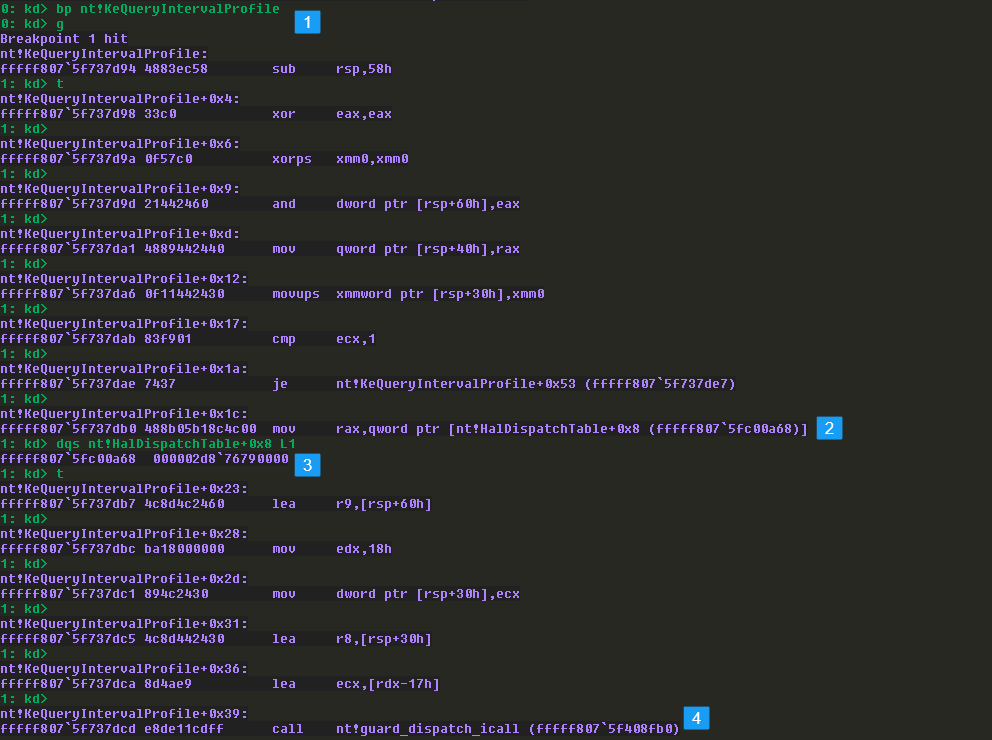 0: kd> bp nt!KeQueryIntervalProfile
0: kd> g
1
Breakpoint 1 hit
nt!KeQueryIntervalProfile:
fffff807`5f737d94 4883ec58 sub rsp,58h
1: kd> t
nt!KeQueryIntervalProfile+0x4:
fffff807`5f737d98 33c0 xor eax,eax
1: kd>
nt!KeQueryIntervalProfile+0x6:
fffff807`5f737d9a 0f57c0 xorps xmm0,xmm0
1: kd>
nt!KeQueryIntervalProfile+0x9:
fffff807`5f737d9d 21442460 and dword ptr [rsp+60h],eax
1: kd>
nt!KeQueryIntervalProfile+0xd:
fffff807`5f737da1 4889442440 mov qword ptr [rsp+40h],rax
1: kd>
nt!KeQueryIntervalProfile+0x12:
fffff807`5f737da6 0f11442430 movups xmmword ptr [rsp+30h],xmm0
1: kd>
nt!KeQueryIntervalProfile+0x17:
fffff807`5f737dab 83f901 cmp ecx,1
1: kd>
nt!KeQueryIntervalProfile+0x1a:
fffff807`5f737dae 7437 je nt!KeQueryIntervalProfile+0x53 (fffff807`5f737de7)
1: kd>
nt!KeQueryIntervalProfile+0x1c:
fffff807`5f737db0 488b05b18c4c00 mov rax,qword ptr [nt!HalDispatchTable+0x8 (fffff807`5fc00a68)] 2
1: kd> dqs nt!HalDispatchTable+0x8 L1
fffff807`5fc00a68 000002d8`76790000 3
1: kd> t
nt!KeQueryIntervalProfile+0x23:
fffff807`5f737db7 4c8d4c2460 lea r9,[rsp+60h]
1: kd>
nt!KeQueryIntervalProfile+0x28:
fffff807`5f737dbc ba18000000 mov edx,18h
1: kd>
nt!KeQueryIntervalProfile+0x2d:
fffff807`5f737dc1 894c2430 mov dword ptr [rsp+30h],ecx
1: kd>
nt!KeQueryIntervalProfile+0x31:
fffff807`5f737dc5 4c8d442430 lea r8,[rsp+30h]
1: kd>
nt!KeQueryIntervalProfile+0x36:
fffff807`5f737dca 8d4ae9 lea ecx,[rdx-17h]
1: kd>
nt!KeQueryIntervalProfile+0x39:
fffff807`5f737dcd e8de11cdff call nt!guard_dispatch_icall (fffff807`5f408fb0) 4